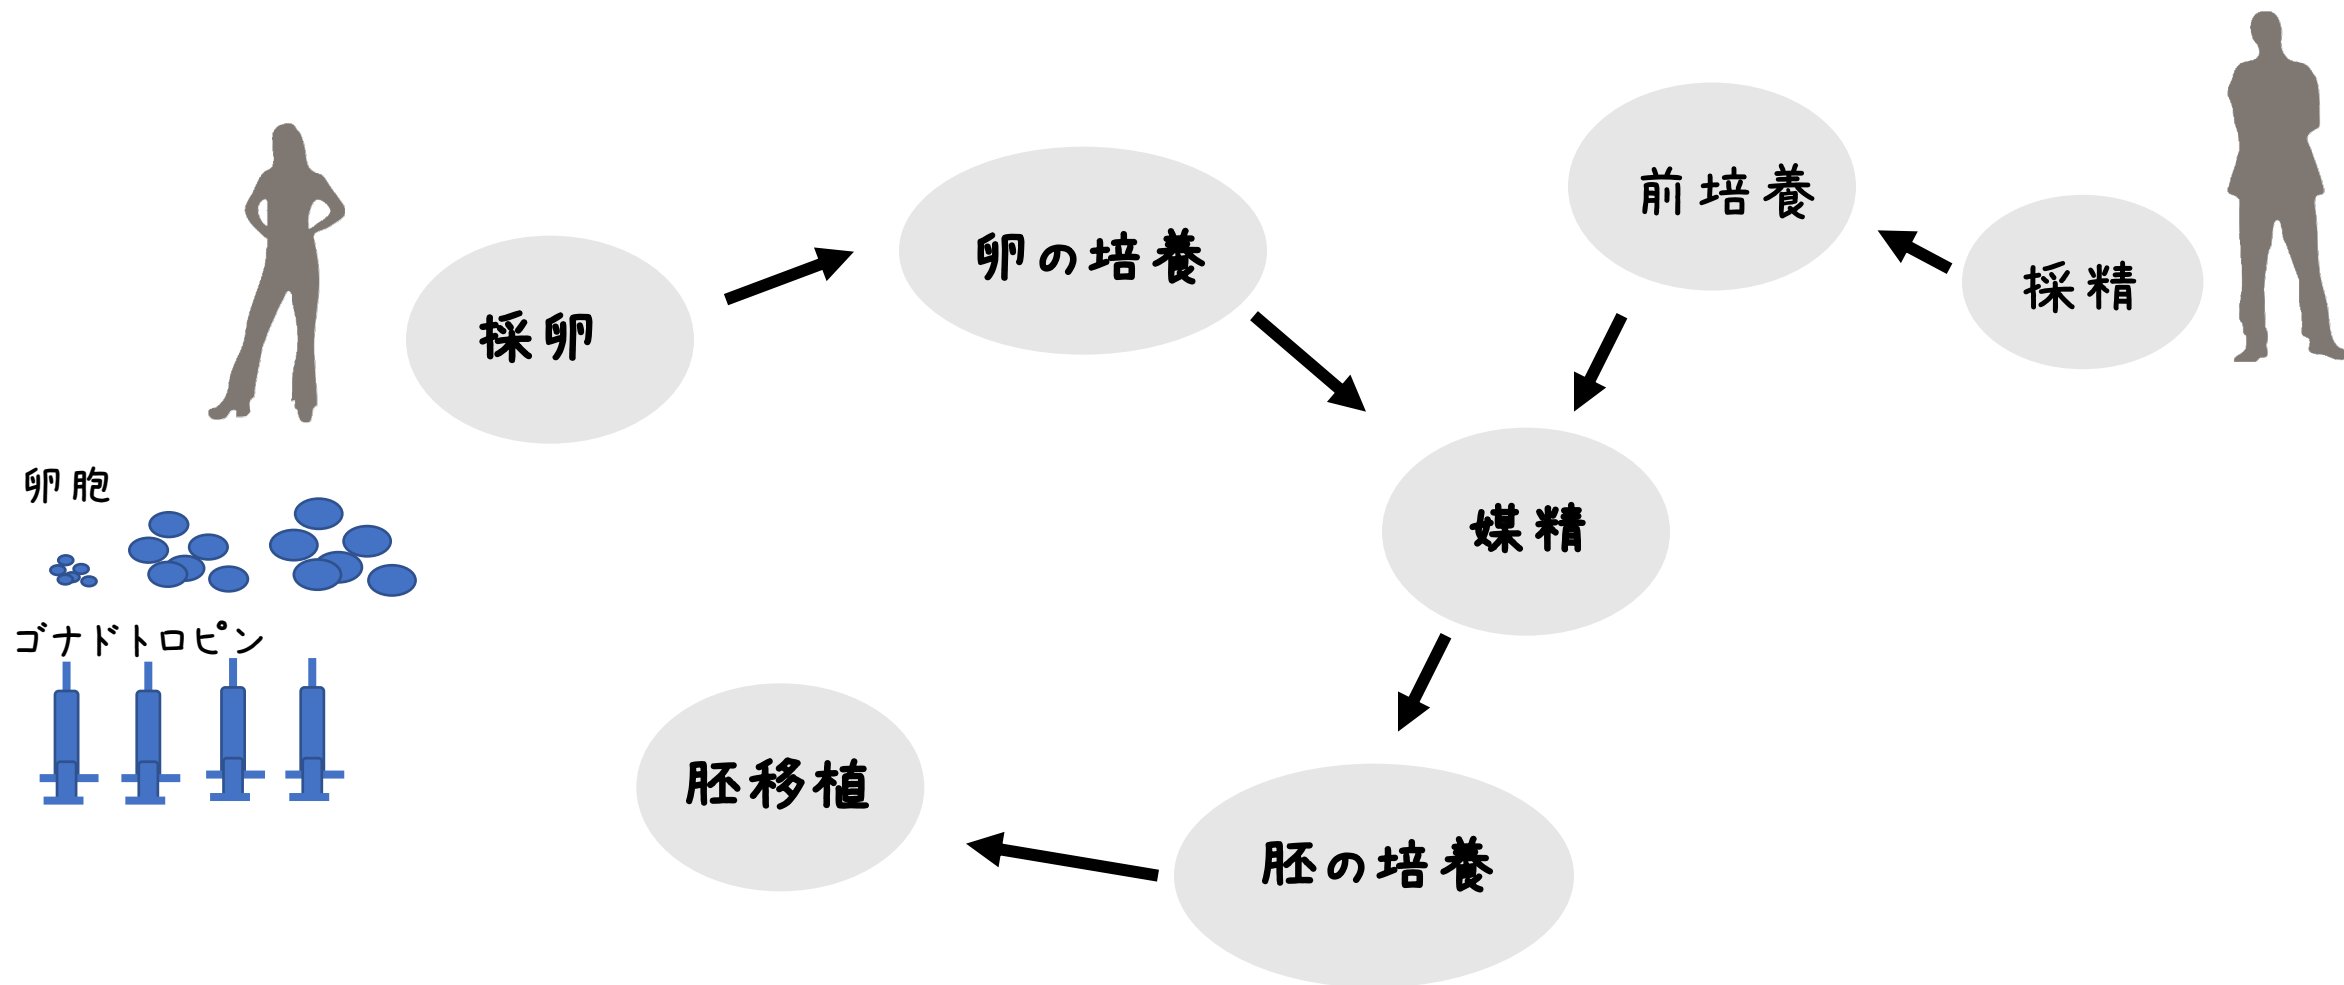 採卵
卵の培養
前培養
採精
媒精
胚の培養
胚移植
卵胞
ゴナドトロピン